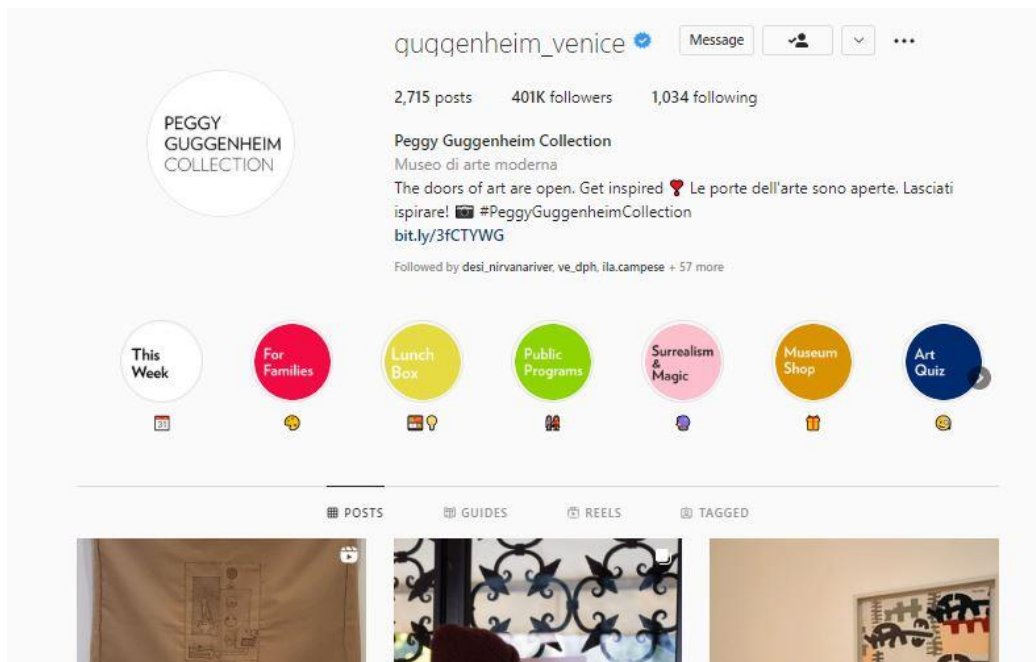 guggenheim_venice
Message
2,715 posts 401K followers 1,034 following
PEGGY
GUGGENHEIM
COLLECTION
Peggy Guggenheim Collection
Museo di arte moderna
The doors of art are open. Get inspired ❣️ Le porte dell'arte sono aperte. Lasciati
ispirare! 📷 #PeggyGuggenheimCollection
bit.ly/3fCTYWG
Followed by desi_nirvanariver, ve_dph, ila.campese + 57 more
This
Week
For
Families
Lunch
Box
Public
Programs
Surrealism
&
Magic
Museum
Shop
Art
Quiz
31
POSTS GUIDES REELS TAGGED